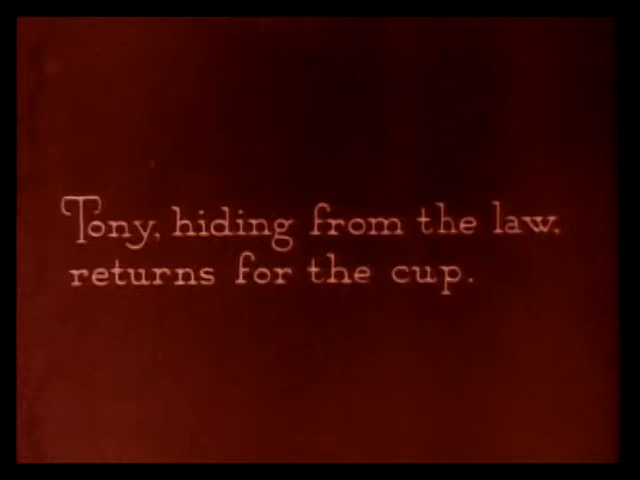 Tony, hiding from the law,
returns for the cup.